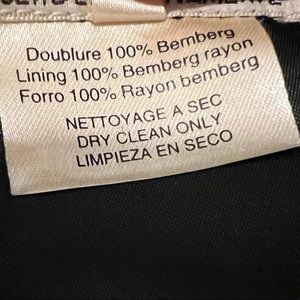 Doublure 100% Bemberg
Lining 100% Bemberg rayon
Forro 100% Rayon bemberg
NETTOYAGE A SEC
DRY CLEAN ONLY
LIMPIEZA EN SECO